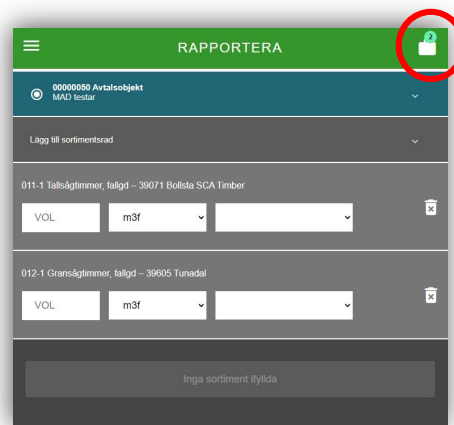 2
RAPPORTERA
00000050 Avtalsobjekt
MAD testar
Lägg till sortimentsrad
011-1 Tallsågtimmer, fallgd – 39071 Bollsta SCA Timber
VOL m3f
012-1 Gransågtimmer, fallgd – 39605 Tunadal
VOL m3f
Inga sortiment ifyllda